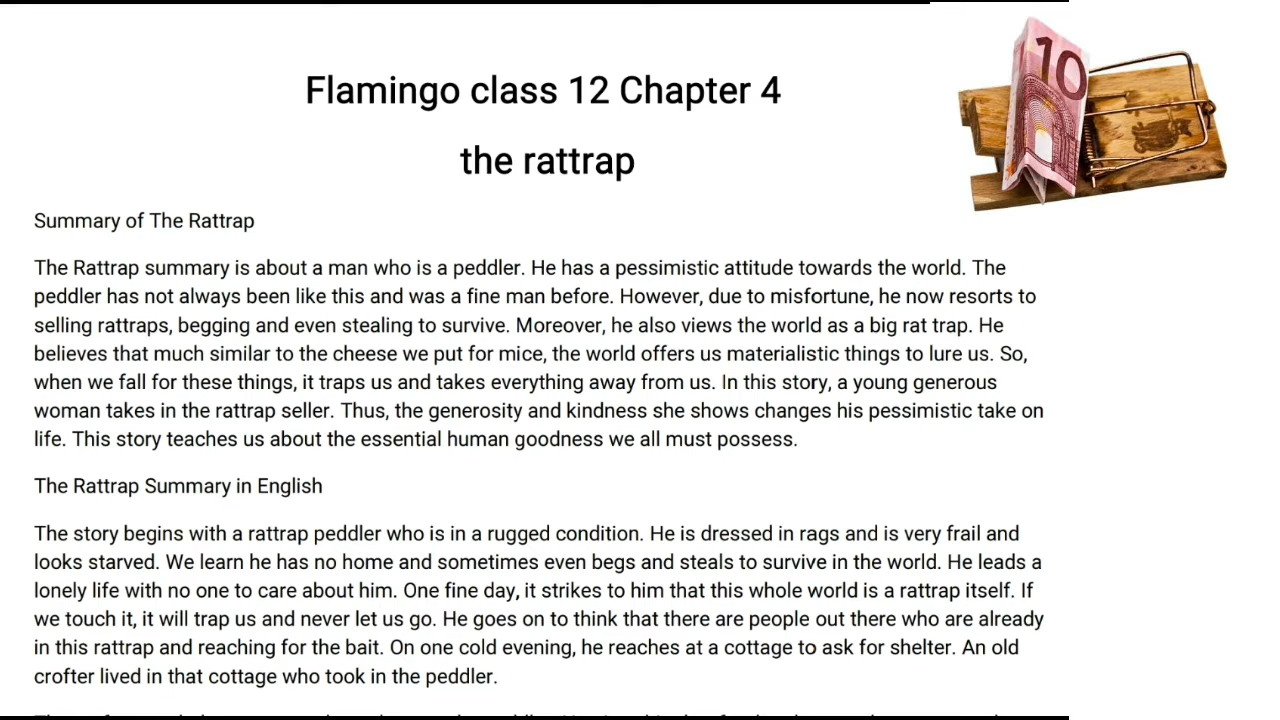 Flamingo class 12 Chapter 4
the rattrap
10
Summary of The Rattrap
The Rattrap summary is about a man who is a peddler. He has a pessimistic attitude towards the world. The
peddler has not always been like this and was a fine man before. However, due to misfortune, he now resorts to
selling rattraps, begging and even stealing to survive. Moreover, he also views the world as a big rat trap. He
believes that much similar to the cheese we put for mice, the world offers us materialistic things to lure us. So,
when we fall for these things, it traps us and takes everything away from us. In this story, a young generous
woman takes in the rattrap seller. Thus, the generosity and kindness she shows changes his pessimistic take on
life. This story teaches us about the essential human goodness we all must possess.
The Rattrap Summary in English
The story begins with a rattrap peddler who is in a rugged condition. He is dressed in rags and is very frail and
looks starved. We learn he has no home and sometimes even begs and steals to survive in the world. He leads a
lonely life with no one to care about him. One fine day, it strikes to him that this whole world is a rattrap itself. If
we touch it, it will trap us and never let us go. He goes on to think that there are people out there who are already
in this rattrap and reaching for the bait. On one cold evening, he reaches at a cottage to ask for shelter. An old
crofter lived in that cottage who took in the peddler.